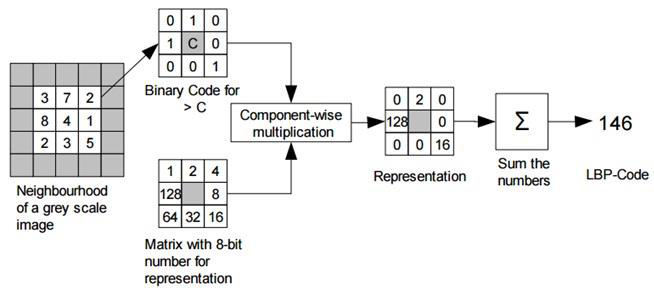 3 7 2
8 4 1
2 3 5
Neighbourhood
of a grey scale
image
0 1 0
1 C 0
0 0 1
Binary Code for
> C
1 2 4
128 8
64 32 16
Matrix with 8-bit
number for
representation
Component-wise
multiplication
0 2 0
128 0
0 0 16
Representation
Σ
Sum the
numbers
146
LBP-Code